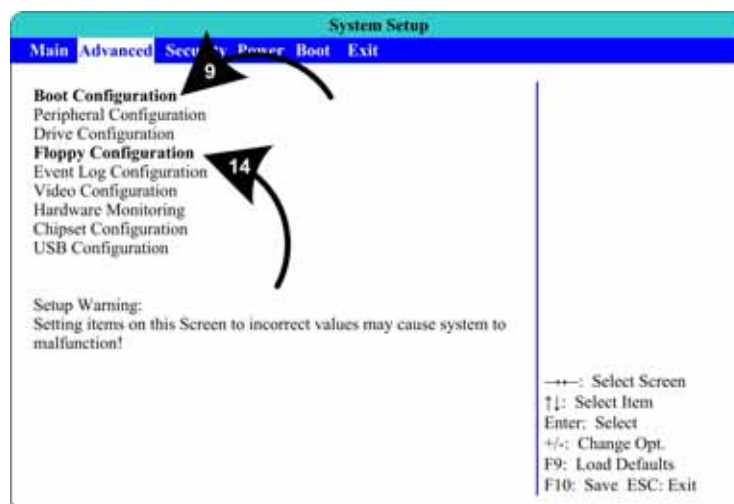 System Setup
Main Advanced Security Power Boot Exit
9
Boot Configuration
Peripheral Configuration
Drive Configuration
Floppy Configuration
14
Event Log Configuration
Video Configuration
Hardware Monitoring
Chipset Configuration
USB Configuration
Setup Warning:
Setting items on this Screen to incorrect values may cause system to
malfunction!
→←: Select Screen
↑↓: Select Item
Enter: Select
+/-: Change Opt.
F9: Load Defaults
F10: Save ESC: Exit